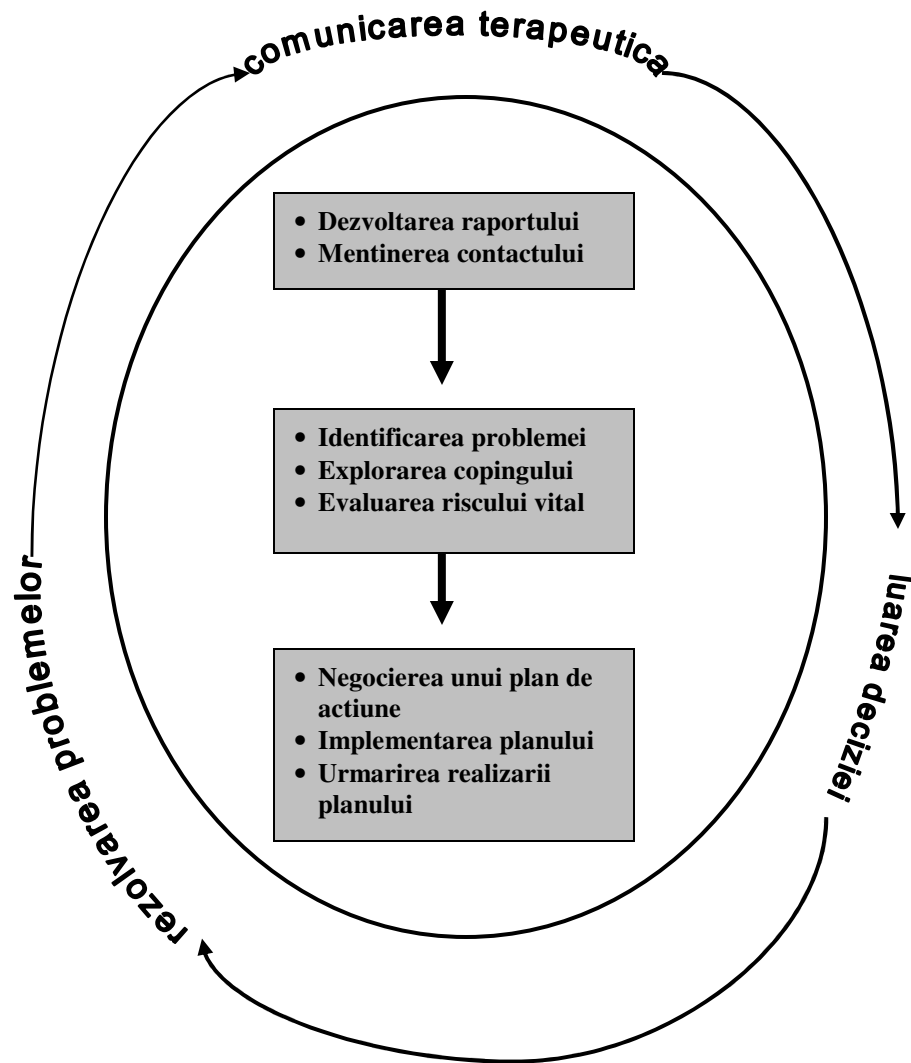 comunicarea terapeutica
• Dezvoltarea raportului
• Mentinerea contactului
• Identificarea problemei
• Explorarea copingului
• Evaluarea riscului vital
• Negocierea unui plan de
actiune
• Implementarea planului
• Urmarirea realizarii
planului
luarea deciziei
rezolvarea problemelor